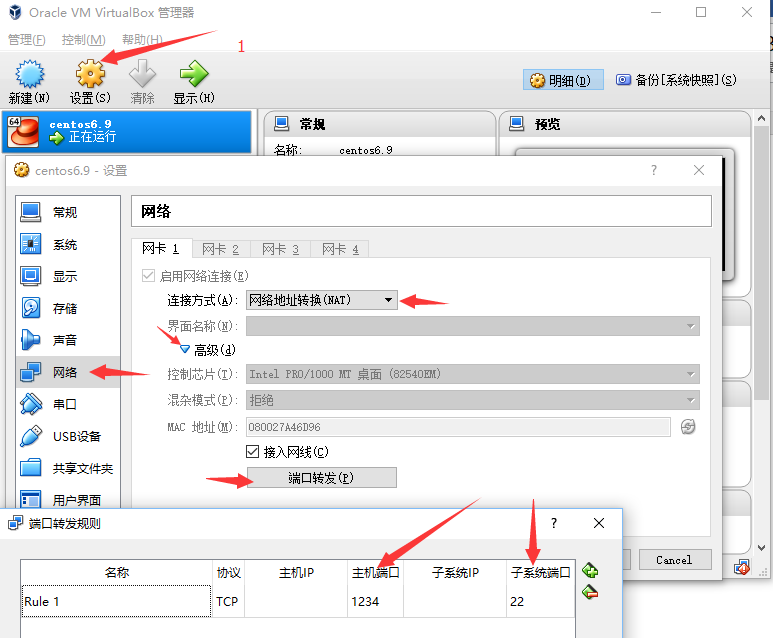 Oracle VM VirtualBox 管理器
管理(F) 控制(M) 帮助(H)
1
新建(N) 设置(S) 清除 显示(H)
明细(D) 备份[系统快照](S)
64 centos6.9
正在运行
常规
名称: centos6.9
预览
centos6.9 - 设置
常规
系统
显示
存储
声音
网络
串口
USB设备
共享文件夹
用户界面
网络
网卡 1 网卡 2 网卡 3 网卡 4
启用网络连接(E)
连接方式(A): 网络地址转换(NAT)
界面名称(N):
高级(d)
控制芯片(T): Intel PRO/1000 MT 桌面 (82540EM)
混杂模式(P): 拒绝
MAC 地址(M): 080027A46D96
接入网线(C)
端口转发(P)
Cancel
端口转发规则
名称 协议 主机IP 主机端口 子系统IP 子系统端口
Rule 1 TCP 1234 22